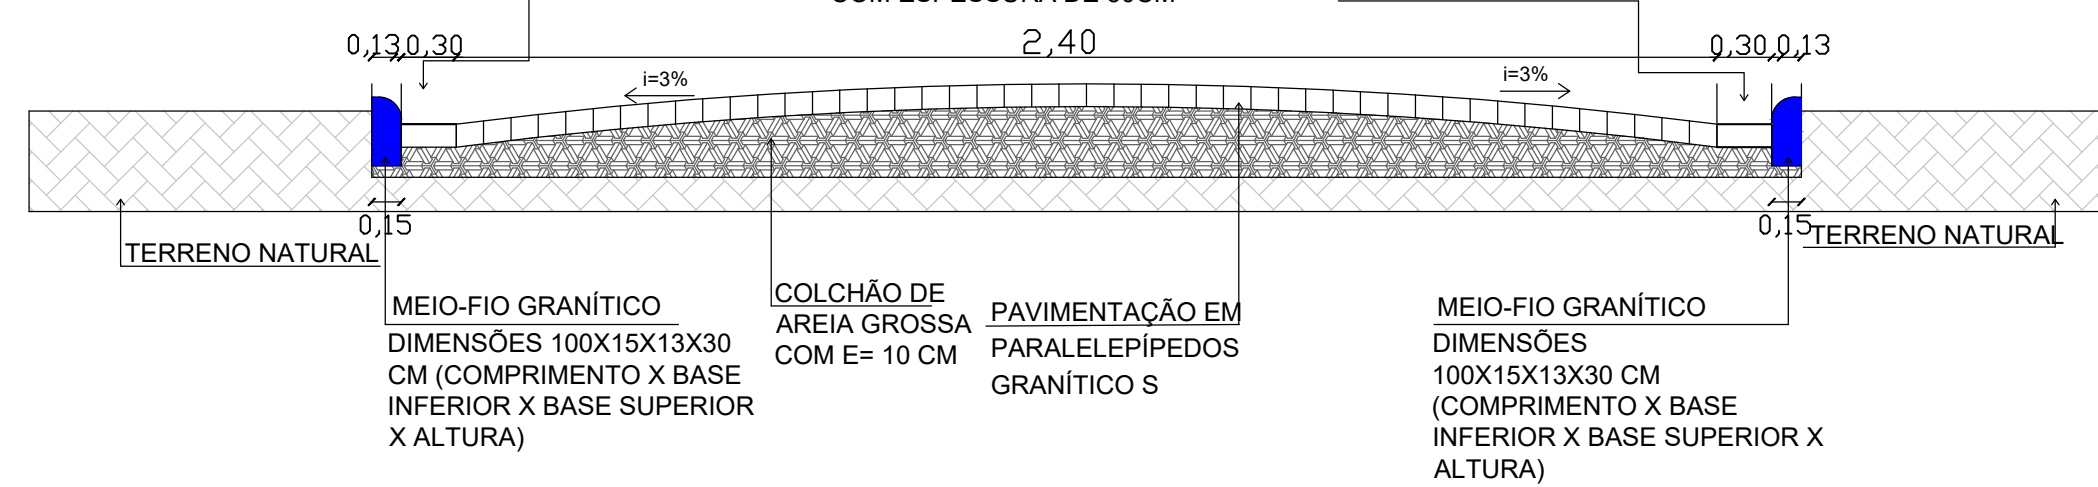 0,13 0,30 2,40 0,30 0,13
i=3% i=3%
0,15 0,15
TERRENO NATURAL
TERRENO NATURAL
MEIO-FIO GRANÍTICO
DIMENSÕES 100X15X13X30
CM (COMPRIMENTO X BASE
INFERIOR X BASE SUPERIOR
X ALTURA)
COLCHÃO DE
AREIA GROSSA
COM E= 10 CM
PAVIMENTAÇÃO EM
PARALELEPÍPEDOS
GRANÍTICO S
MEIO-FIO GRANÍTICO
DIMENSÕES
100X15X13X30 CM
(COMPRIMENTO X BASE
INFERIOR X BASE SUPERIOR X
ALTURA)